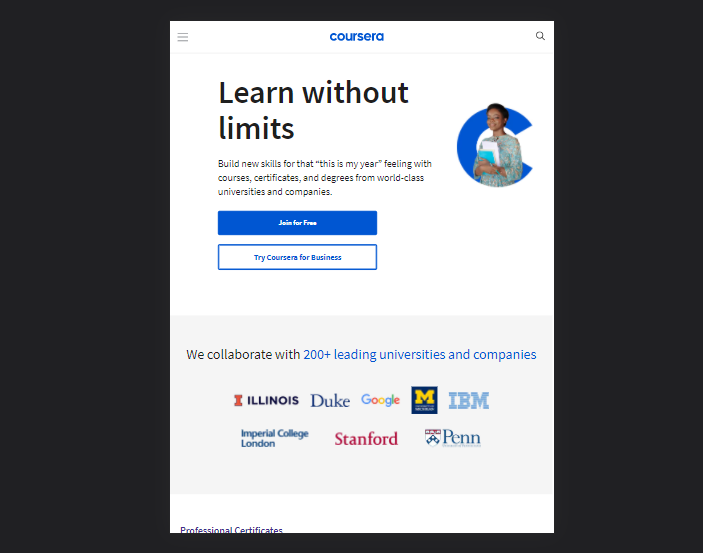 coursera
Learn without
limits
Build new skills for that “this is my year” feeling with
courses, certificates, and degrees from world-class
universities and companies.
Join for Free
Try Coursera for Business
We collaborate with 200+ leading universities and companies
I ILLINOIS Duke Google M IBM
Imperial College
London
Stanford Penn
Professional Certificates